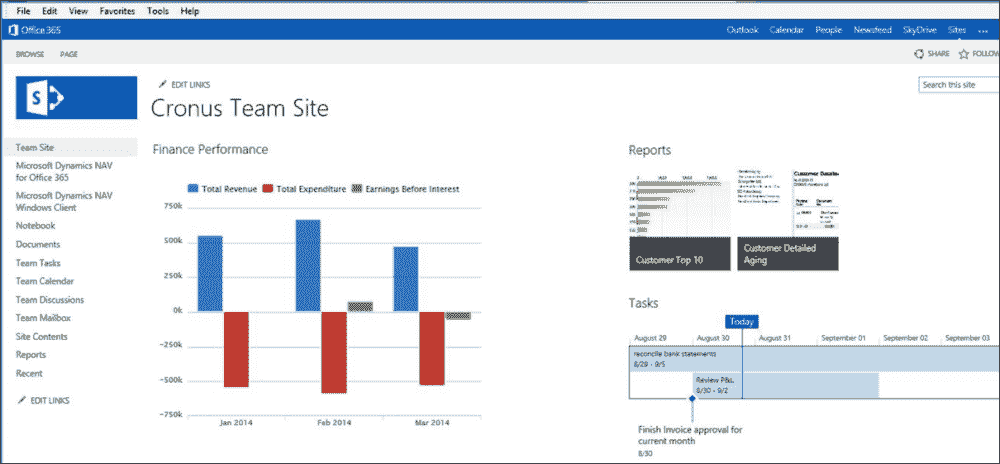 File Edit View Favorites Tools Help
Office 365
Outlook Calendar People Newsfeed SkyDrive Sites ...
BROWSE PAGE
SHARE FOLLOW
EDIT LINKS
Search this site
Cronus Team Site
Team Site
Microsoft Dynamics NAV
for Office 365
Microsoft Dynamics NAV
Windows Client
Notebook
Documents
Team Tasks
Team Calendar
Team Discussions
Team Mailbox
Site Contents
Reports
Recent
EDIT LINKS
Finance Performance
Total Revenue Total Expenditure Earnings Before Interest
750k
500k
250k
0k
-250k
-500k
-750k
Jan 2014 Feb 2014 Mar 2014
Reports
Customer Top 10
Customer Detaile
Customer Detailed
Aging
Tasks
Today
August 29 August 30 August 31 September 01 September 02 September 03
reconcile bank statements
8/29 - 9/5
Review P&s.
8/30 - 9/2
Finish Invoice approval for
current month
8/30